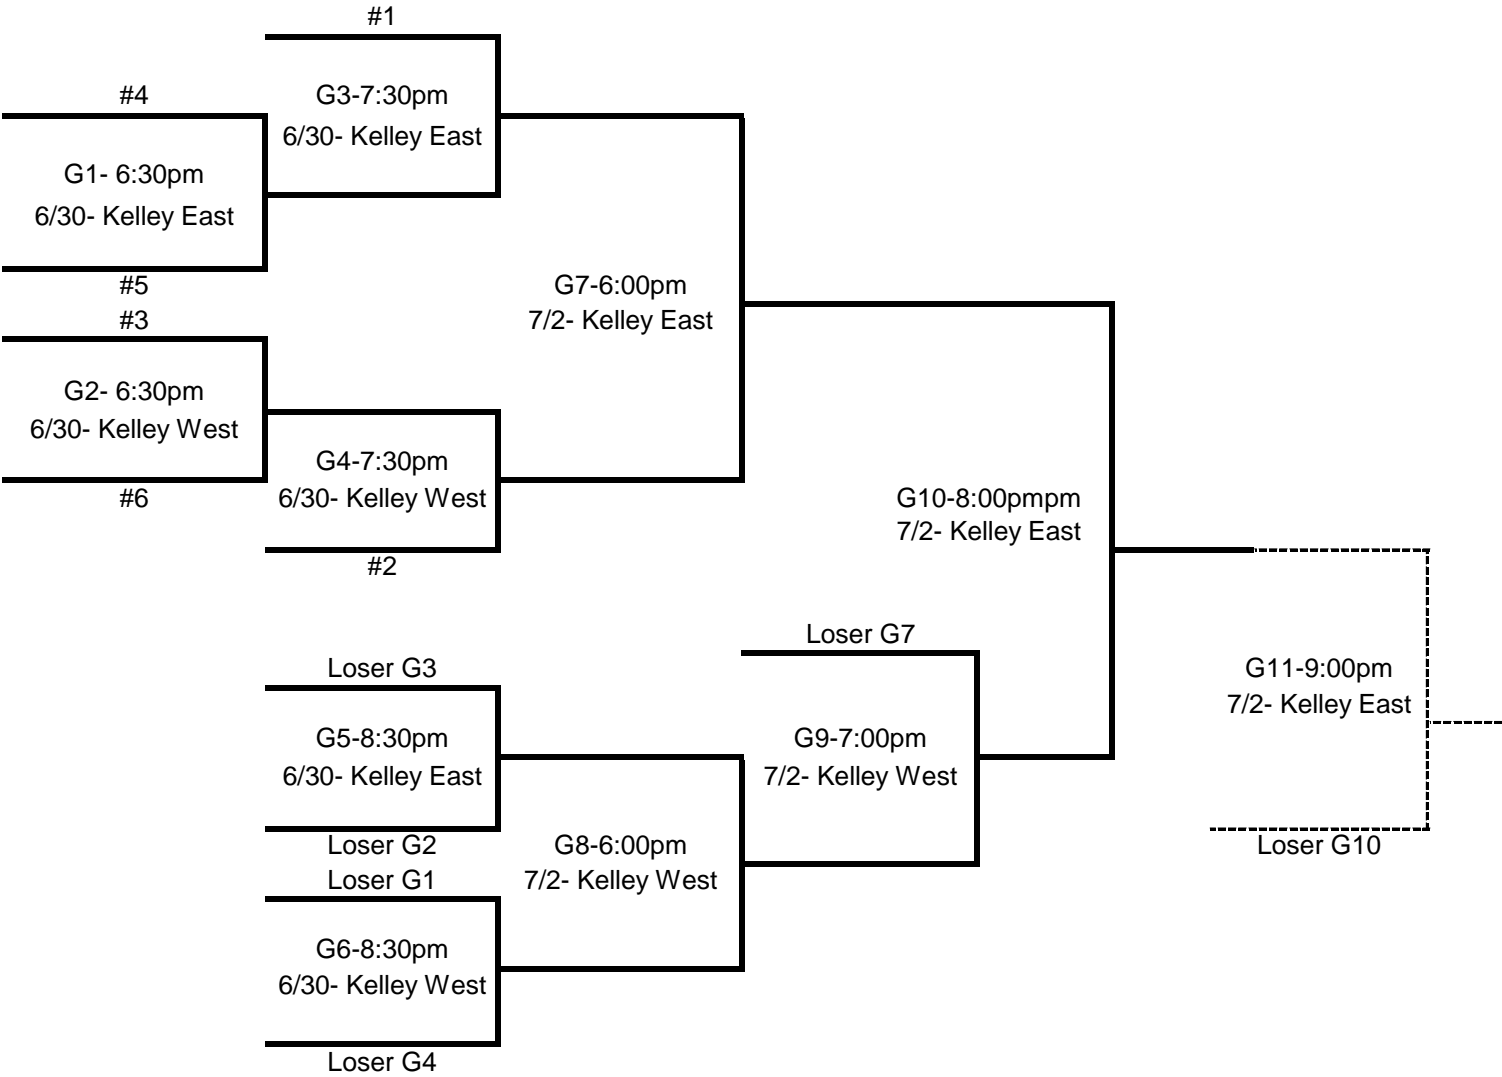 #1
#4
G3-7:30pm
6/30- Kelley East
G1- 6:30pm
6/30- Kelley East
#5
#3
G7-6:00pm
7/2- Kelley East
G2- 6:30pm
6/30- Kelley West
G4-7:30pm
6/30- Kelley West
#6
G10-8:00pmpm
7/2- Kelley East
#2
Loser G7
Loser G3
G11-9:00pm
7/2- Kelley East
G5-8:30pm
6/30- Kelley East
G9-7:00pm
7/2- Kelley West
Loser G2
G8-6:00pm
7/2- Kelley West
Loser G10
Loser G1
G6-8:30pm
6/30- Kelley West
Loser G4